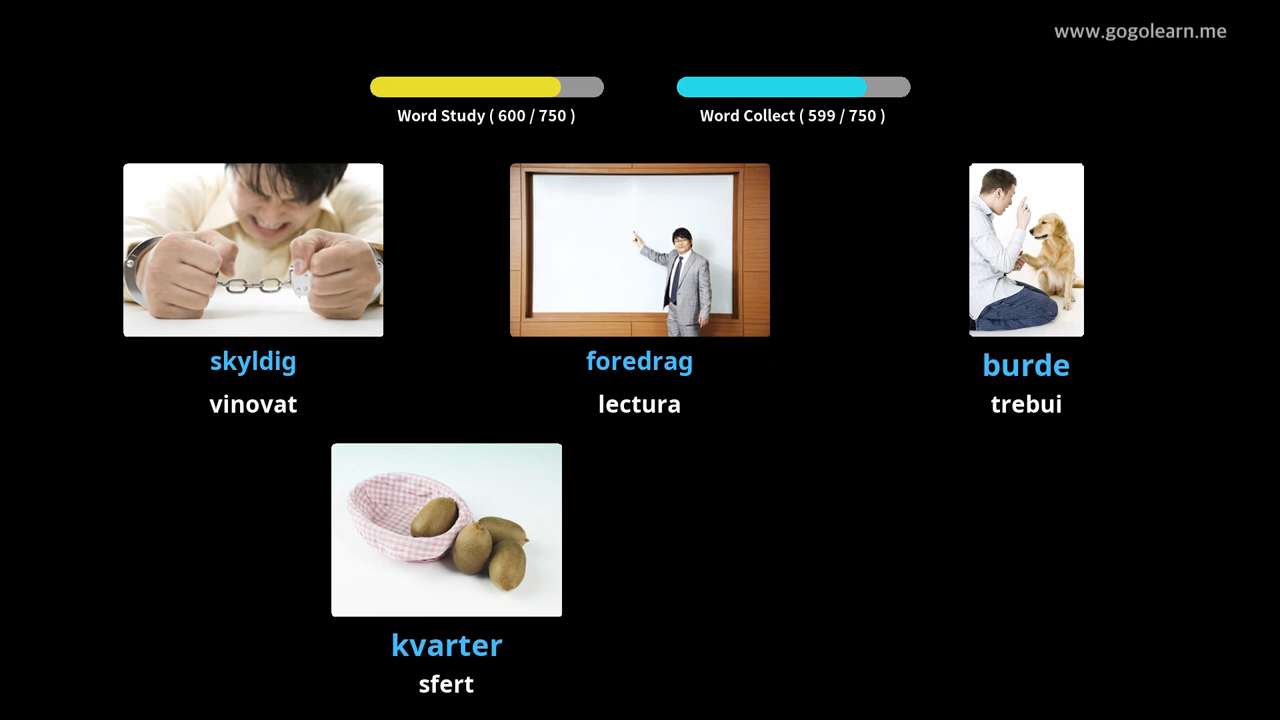 www.gogolearn.me
Word Study ( 600 / 750 )
Word Collect ( 599 / 750 )
skyldig
vinovat
foredrag
lectura
burde
trebui
kvarter
sfert